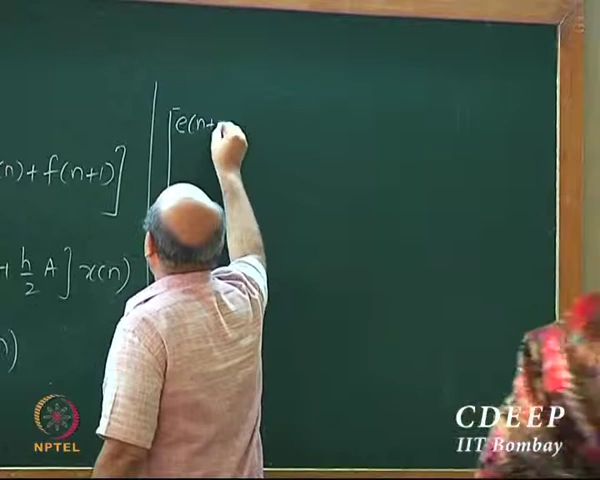 (n) + f(n+1)]
+ h/2 A] x(n)
n)
[e(n+
NPTEL
CDEEP
IIT Bombay